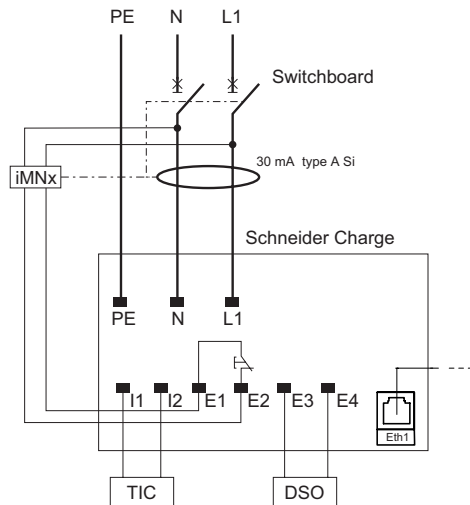 PE N L1
Switchboard
30 mA type A Si
iMNx
Schneider Charge
PE N L1
I1 I2 E1 E2 E3 E4
Eth1
TIC DSO